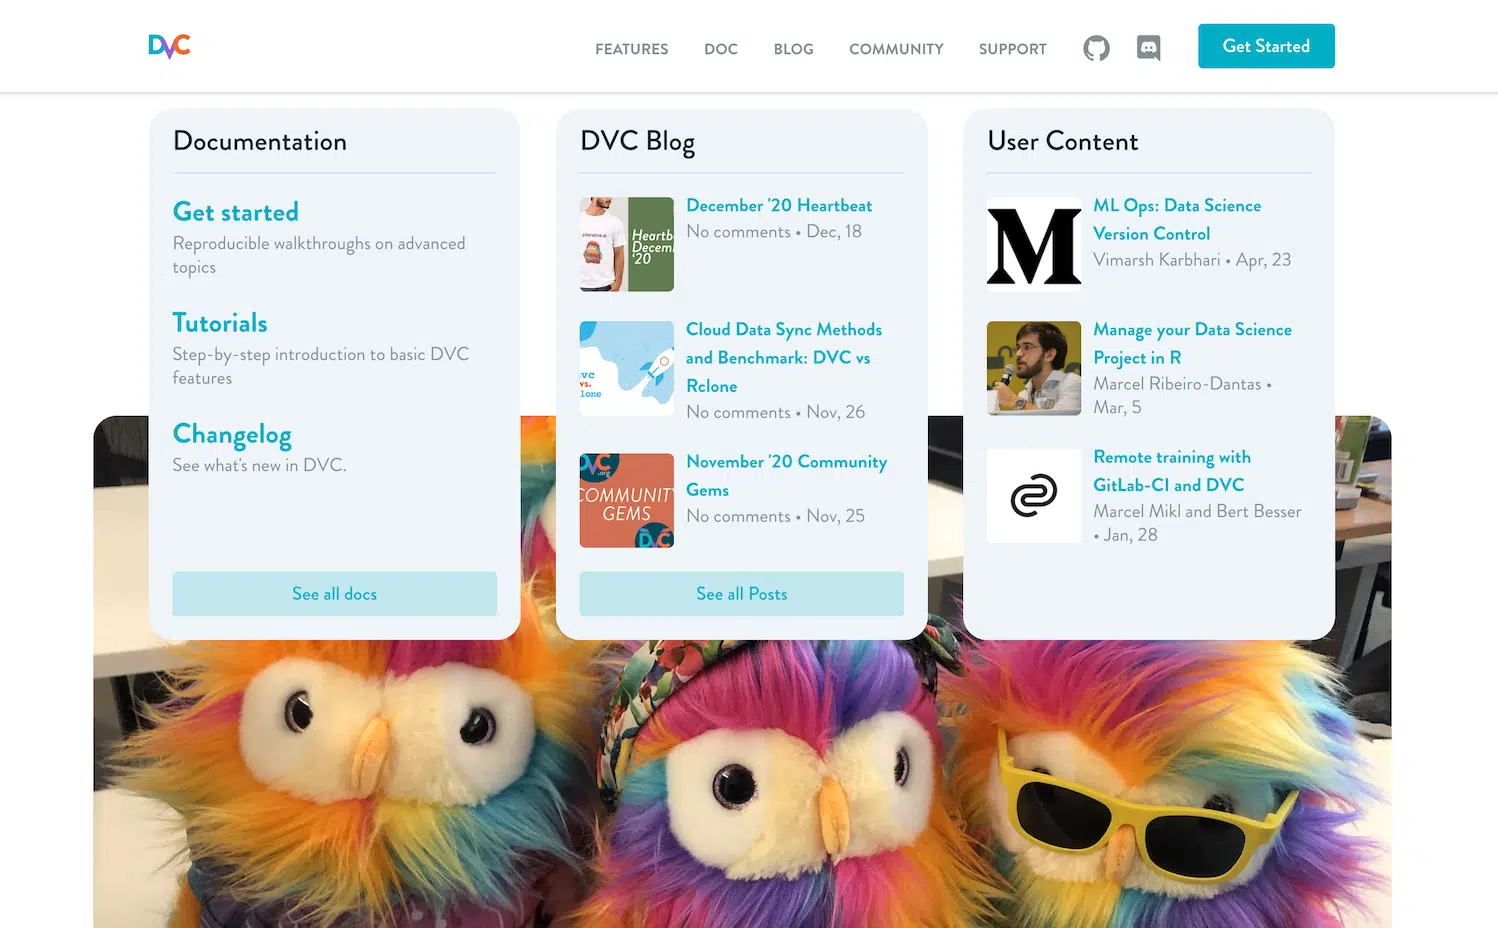 DVC
FEATURES
DOC
BLOG
COMMUNITY
SUPPORT
Get Started
Documentation
Get started
Reproducible walkthroughs on advanced
topics
Tutorials
Step-by-step introduction to basic DVC
features
Changelog
See what's new in DVC.
See all docs
DVC Blog
Heartb
Decem
'20
December '20 Heartbeat
No comments • Dec, 18
vc
vs.
lone
Cloud Data Sync Methods
and Benchmark: DVC vs
Rclone
No comments • Nov, 26
DVC
.org
COMMUNITY
GEMS
DVC
November '20 Community
Gems
No comments • Nov, 25
See all Posts
User Content
M
ML Ops: Data Science
Version Control
Vimarsh Karbhari • Apr, 23
Manage your Data Science
Project in R
Marcel Ribeiro-Dantas •
Mar, 5
Remote training with
GitLab-CI and DVC
Marcel Mikl and Bert Besser
• Jan, 28